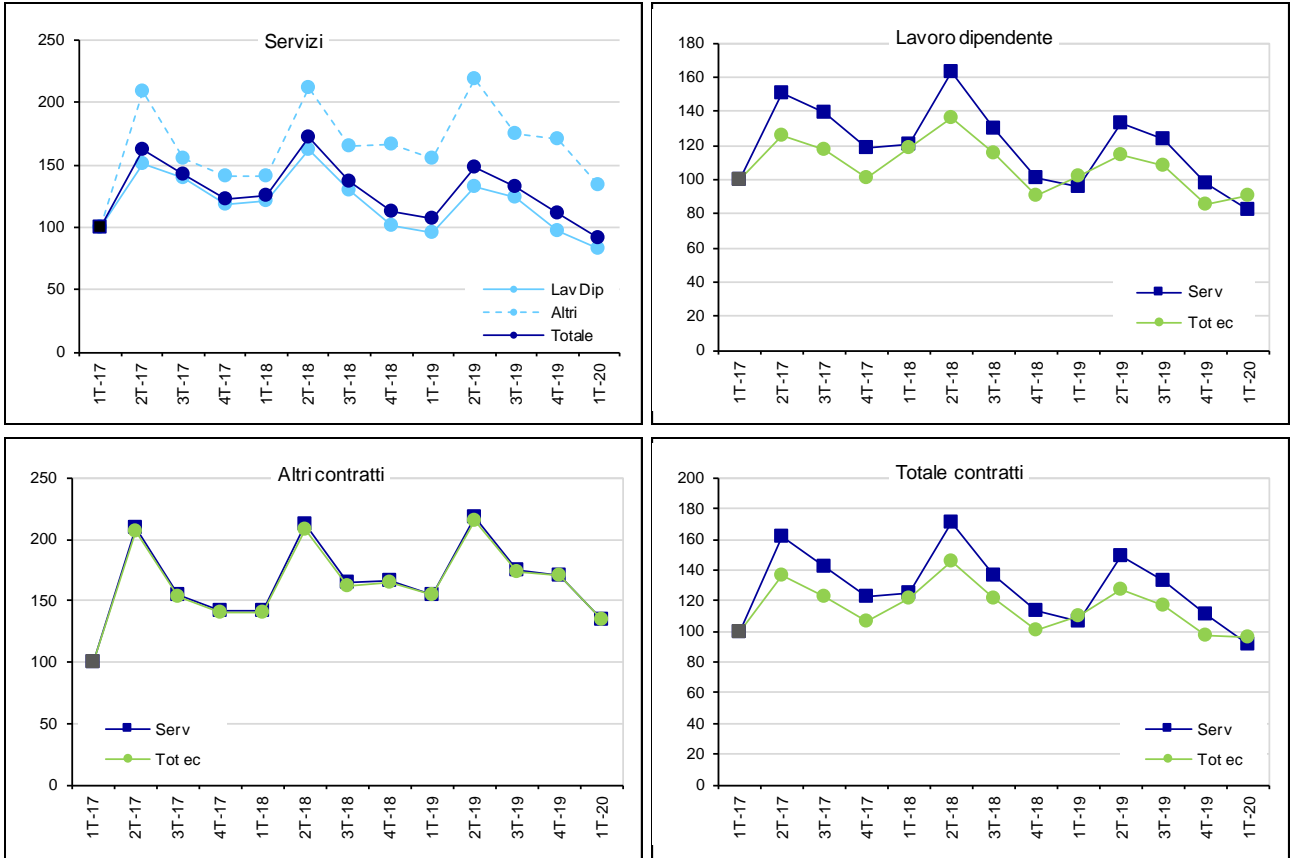 Servizi
250
200
150
100
50
0
1T-17
2T-17
3T-17
4T-17
1T-18
2T-18
3T-18
4T-18
1T-19
2T-19
3T-19
4T-19
1T-20
Lav Dip
Altri
Totale
Lavoro dipendente
180
160
140
120
100
80
60
40
20
0
1T-17
2T-17
3T-17
4T-17
1T-18
2T-18
3T-18
4T-18
1T-19
2T-19
3T-19
4T-19
1T-20
Serv
Tot ec
Altri contratti
250
200
150
100
50
0
1T-17
2T-17
3T-17
4T-17
1T-18
2T-18
3T-18
4T-18
1T-19
2T-19
3T-19
4T-19
1T-20
Serv
Tot ec
Totale contratti
200
180
160
140
120
100
80
60
40
20
0
1T-17
2T-17
3T-17
4T-17
1T-18
2T-18
3T-18
4T-18
1T-19
2T-19
3T-19
4T-19
1T-20
Serv
Tot ec